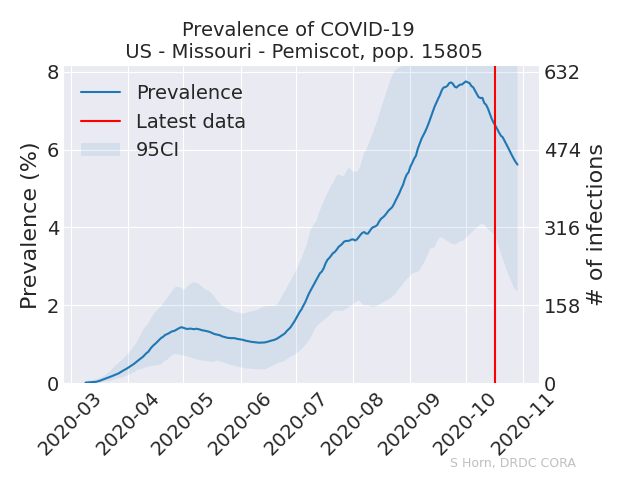 Prevalence of COVID-19
US - Missouri - Pemiscot, pop. 15805
Prevalence (%)
8
6
4
2
0
Prevalence
Latest data
95CI
632
474
316
158
0
# of infections
2020-03
2020-04
2020-05
2020-06
2020-07
2020-08
2020-09
2020-10
2020-11
S Horn, DRDC CORA